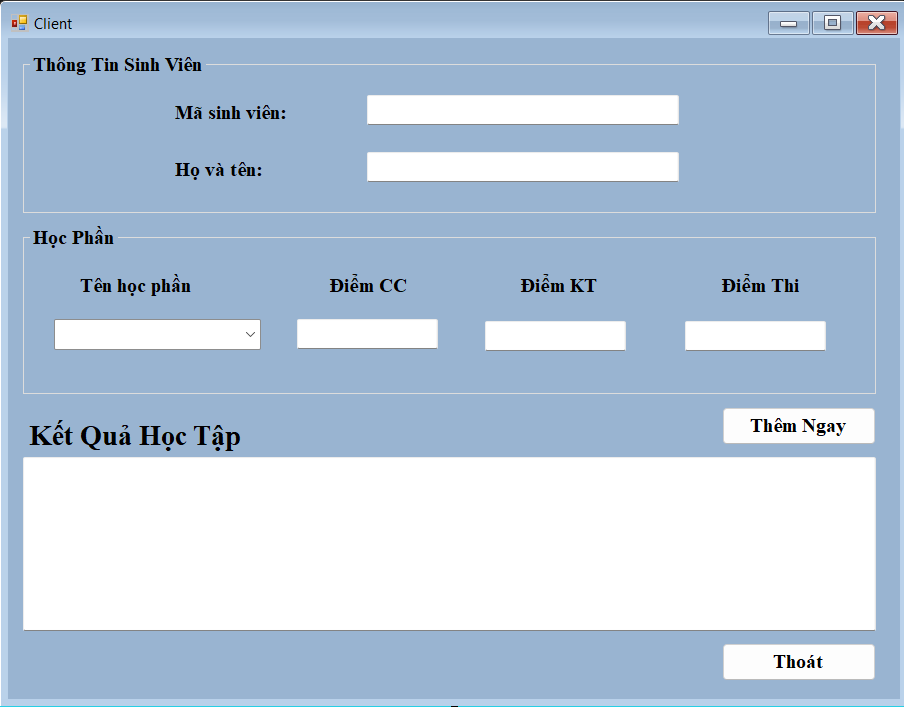 Client
Thông Tin Sinh Viên
Mã sinh viên:
Họ và tên:
Học Phần
Tên học phần Điểm CC Điểm KT Điểm Thi
Kết Quả Học Tập
Thêm Ngay
Thoát